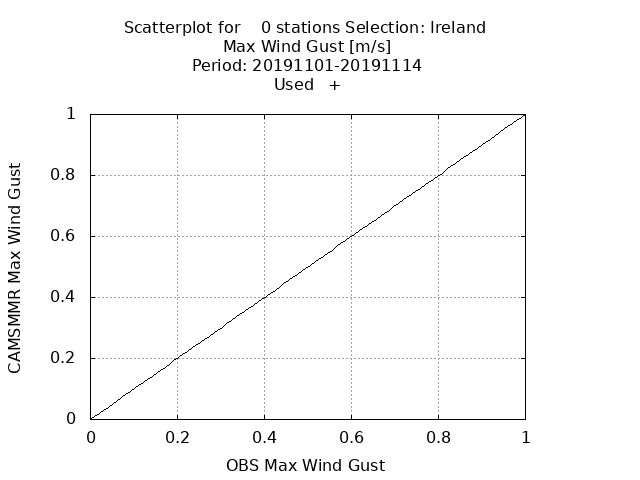 Scatterplot for    0 stations Selection: Ireland
Max Wind Gust [m/s]
Period: 20191101-20191114
Used   +
1
0.8
0.6
0.4
0.2
0
CAMSMMR Max Wind Gust
0 0.2 0.4 0.6 0.8 1
OBS Max Wind Gust